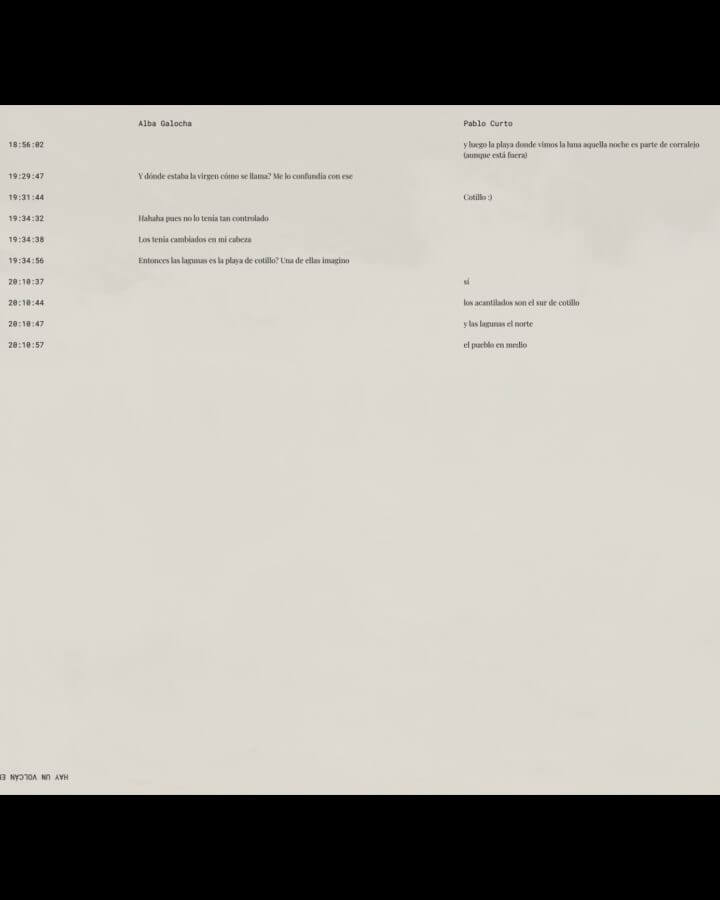 Alba Galocha
Pablo Curto
18:56:02
y luego la playa donde vimos la luna aquella noche es parte de corralejo
(aunque está fuera)
19:29:47
Y dónde estaba la virgen cómo se llama? Me lo confundía con ese
19:31:44
Cotillo :)
19:34:32
Hahaha pues no lo tenía tan controlado
19:34:38
Los tenía cambiados en mi cabeza
19:34:56
Entonces las lagunas es la playa de cotillo? Una de ellas imagino
20:10:37
sí
20:10:44
los acantilados son el sur de cotillo
20:10:47
y las lagunas el norte
20:10:57
el pueblo en medio
HAY UN VOLCÁN E